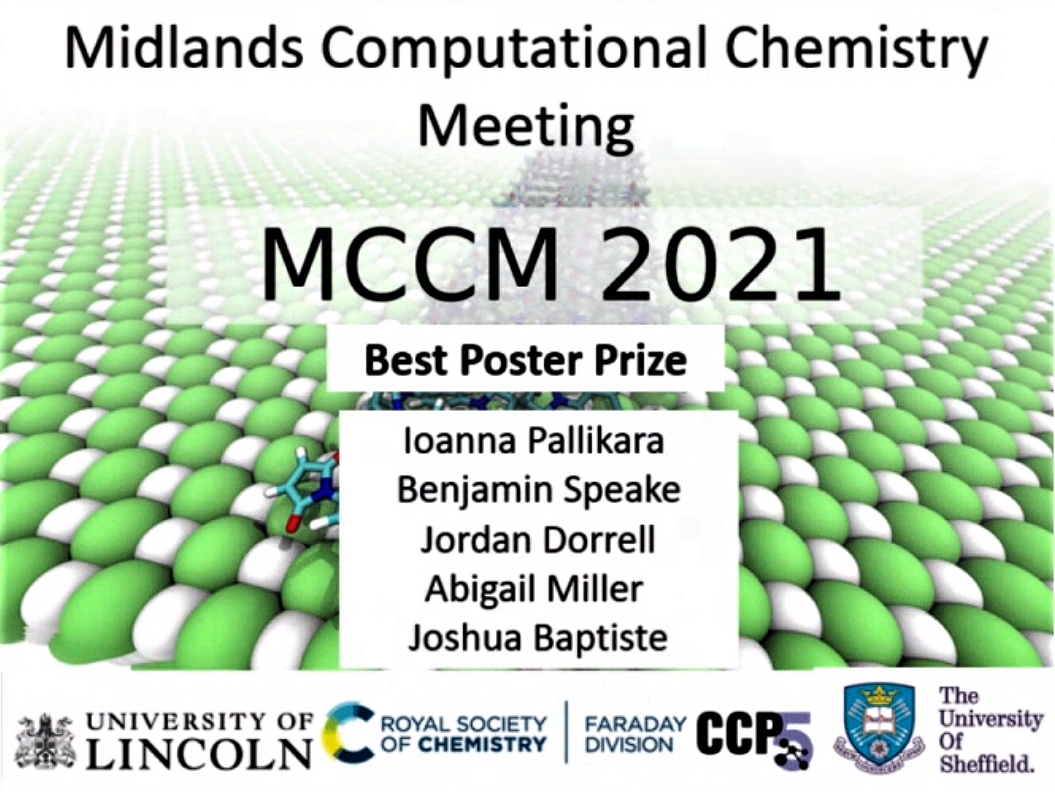 Midlands Computational Chemistry
Meeting
MCCM 2021
Best Poster Prize
Ioanna Pallikara
Benjamin Speake
Jordan Dorrell
Abigail Miller
Joshua Baptiste
UNIVERSITY OF
LINCOLN
ROYAL SOCIETY
OF CHEMISTRY
FARADAY
DIVISION
CCP5
The
University
Of
Sheffield.